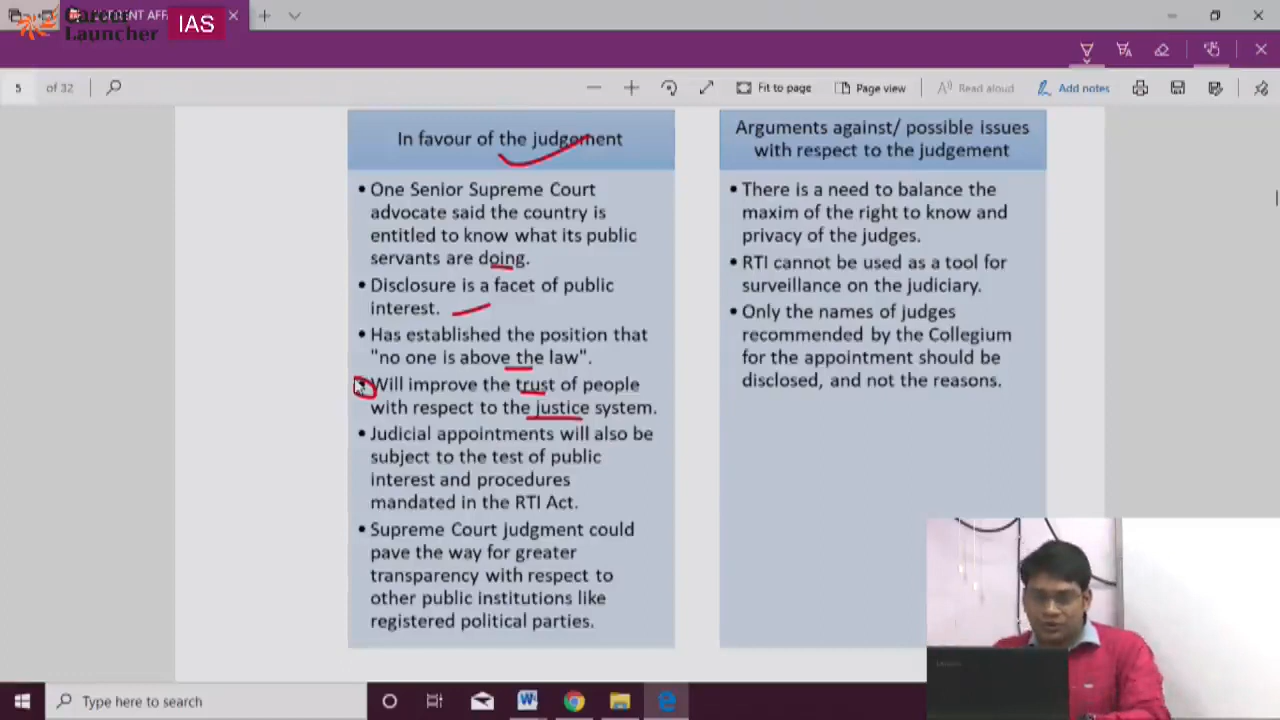 CURRENT AFF
Career
Launcher
IAS
5 of 32
Fit to page
Page view
Read aloud
Add notes
In favour of the judgement
• One Senior Supreme Court
advocate said the country is
entitled to know what its public
servants are doing.
• Disclosure is a facet of public
interest.
• Has established the position that
"no one is above the law".
• Will improve the trust of people
with respect to the justice system.
• Judicial appointments will also be
subject to the test of public
interest and procedures
mandated in the RTI Act.
• Supreme Court judgment could
pave the way for greater
transparency with respect to
other public institutions like
registered political parties.
Arguments against/ possible issues
with respect to the judgement
• There is a need to balance the
maxim of the right to know and
privacy of the judges.
• RTI cannot be used as a tool for
surveillance on the judiciary.
• Only the names of judges
recommended by the Collegium
for the appointment should be
disclosed, and not the reasons.
Type here to search